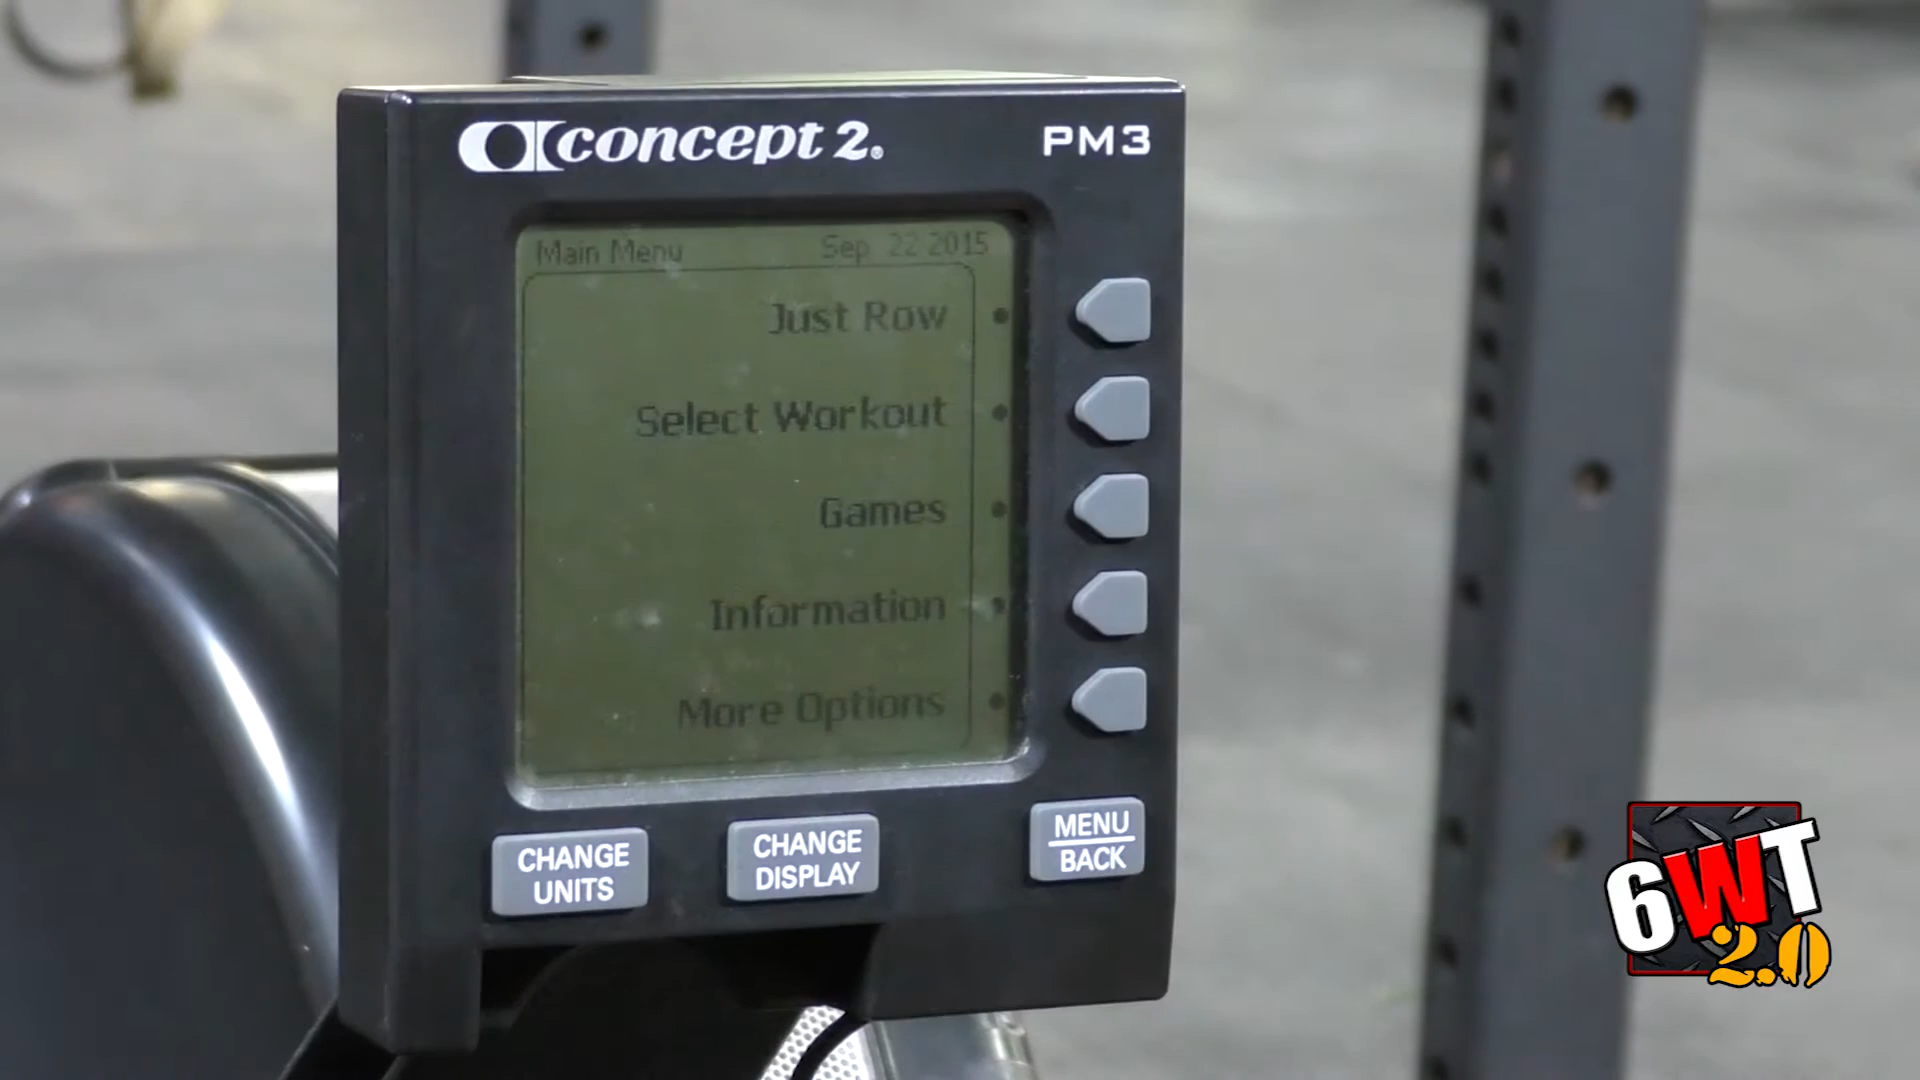 concept 2®
PM3
Main Menu Sep 22 2015
Just Row
Select Workout
Games
Information
More Options
CHANGE
UNITS
CHANGE
DISPLAY
MENU
BACK
6WT
2.0